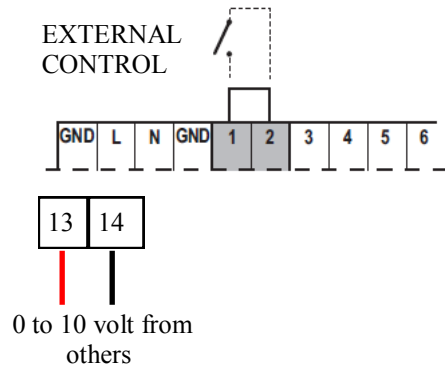 EXTERNAL
CONTROL
GND L N GND 1 2 3 4 5 6
13 14
0 to 10 volt from
others